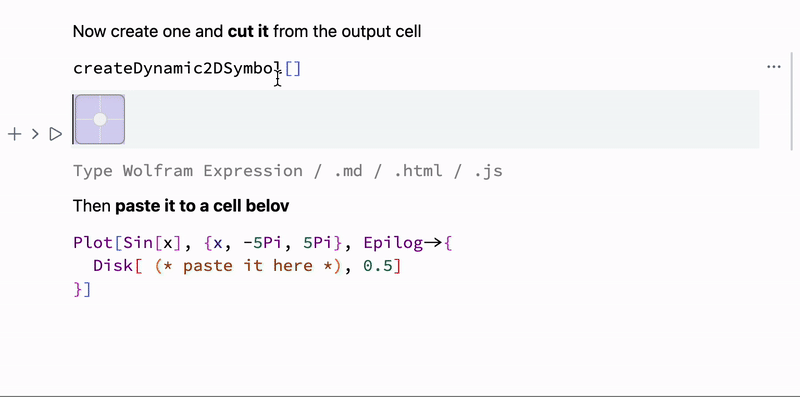 Now create one and cut it from the output cell
createDynamic2DSymbol[]
Type Wolfram Expression / .md / .html / .js
Then paste it to a cell belov
Plot[Sin[x], {x, -5Pi, 5Pi}, Epilog→{
Disk[ (* paste it here *), 0.5]
}]